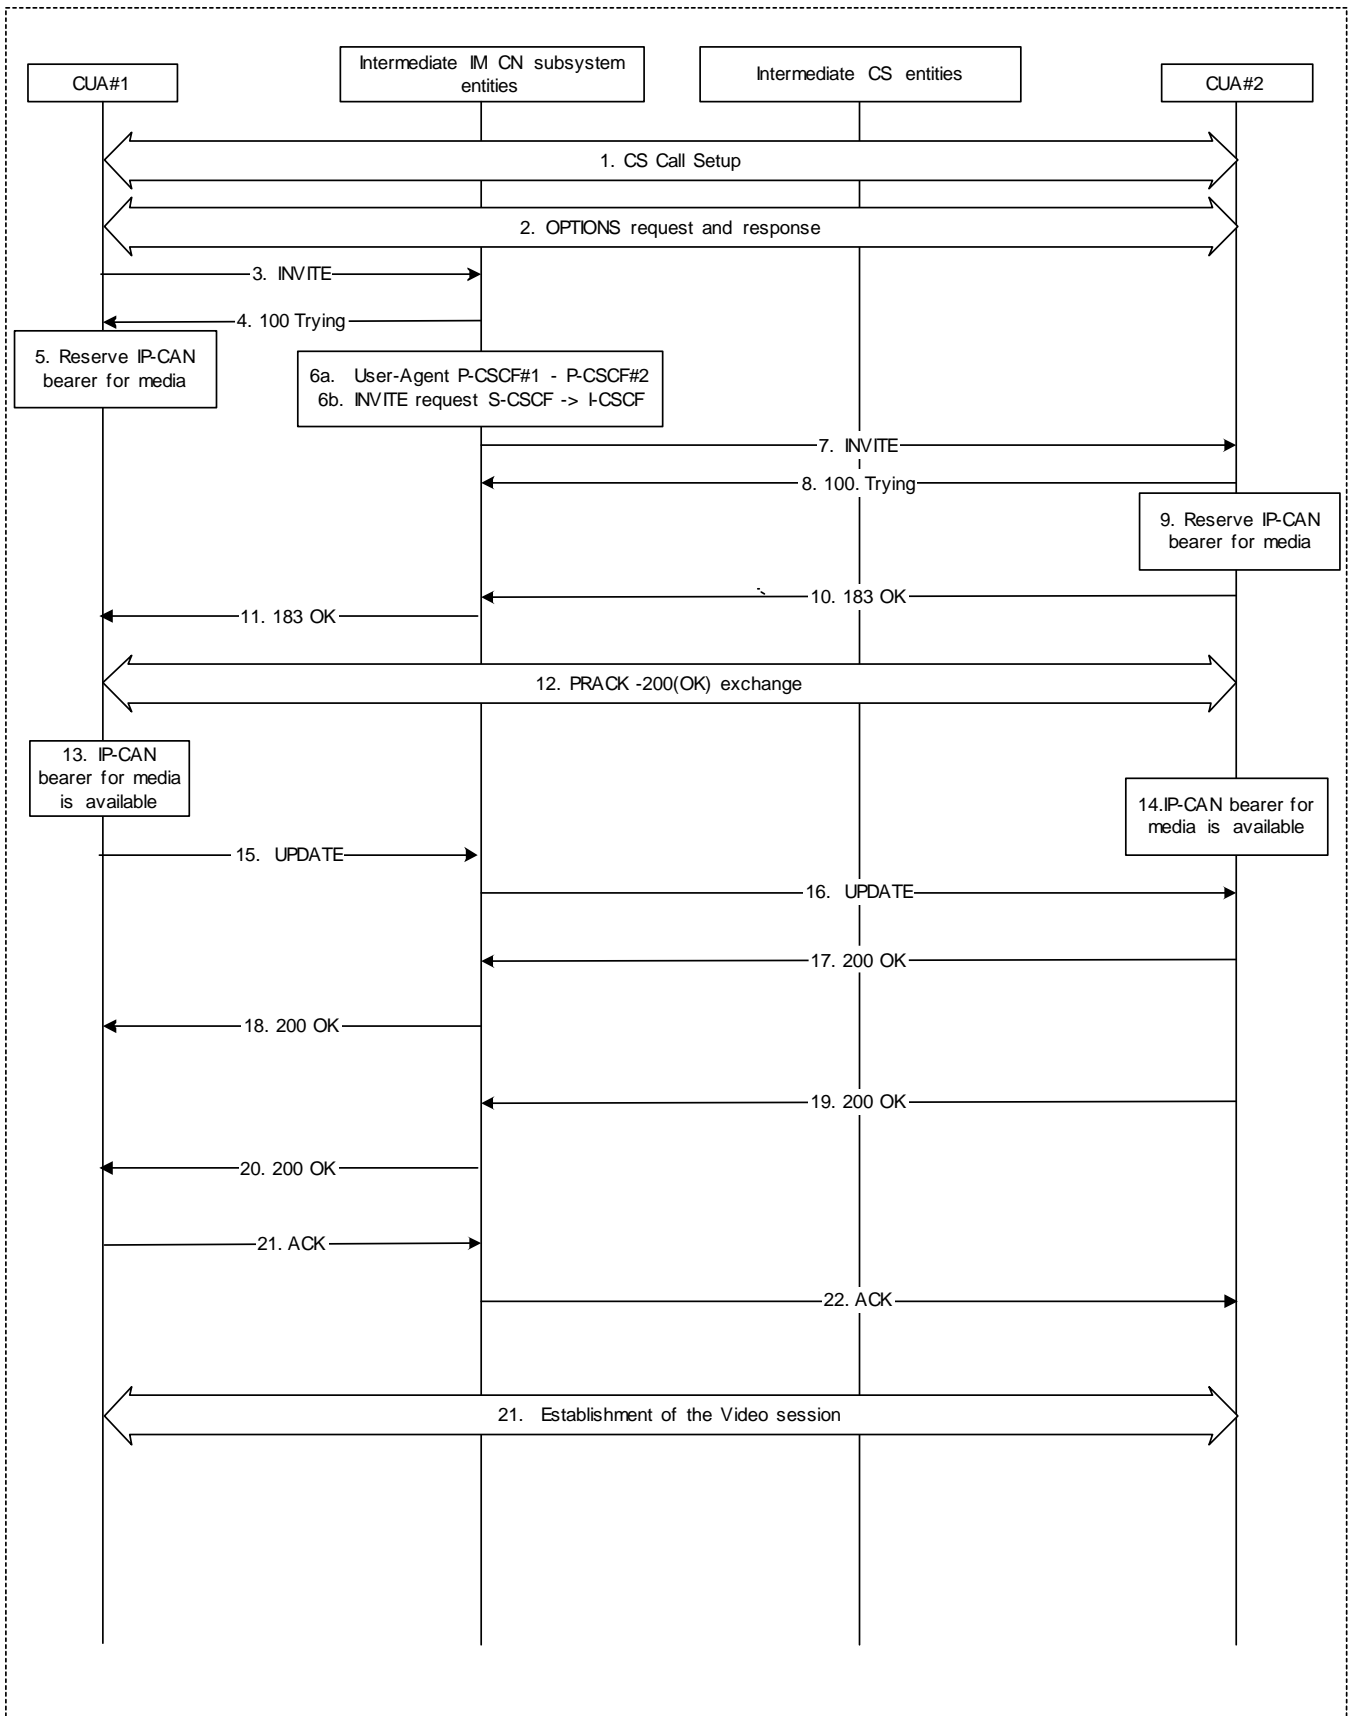 CUA#1
Intermediate IM CN subsystem
entities
Intermediate CS entities
CUA#2
1. CS Call Setup
2. OPTIONS request and response
3. INVITE
4. 100 Trying
5. Reserve IP-CAN
bearer for media
6a. User-Agent P-CSCF#1 - P-CSCF#2
6b. INVITE request S-CSCF -> I-CSCF
7. INVITE
8. 100. Trying
9. Reserve IP-CAN
bearer for media
10. 183 OK
11. 183 OK
12. PRACK -200(OK) exchange
13. IP-CAN
bearer for media
is available
14.IP-CAN bearer for
media is available
15. UPDATE
16. UPDATE
17. 200 OK
18. 200 OK
19. 200 OK
20. 200 OK
21. ACK
22. ACK
21. Establishment of the Video session